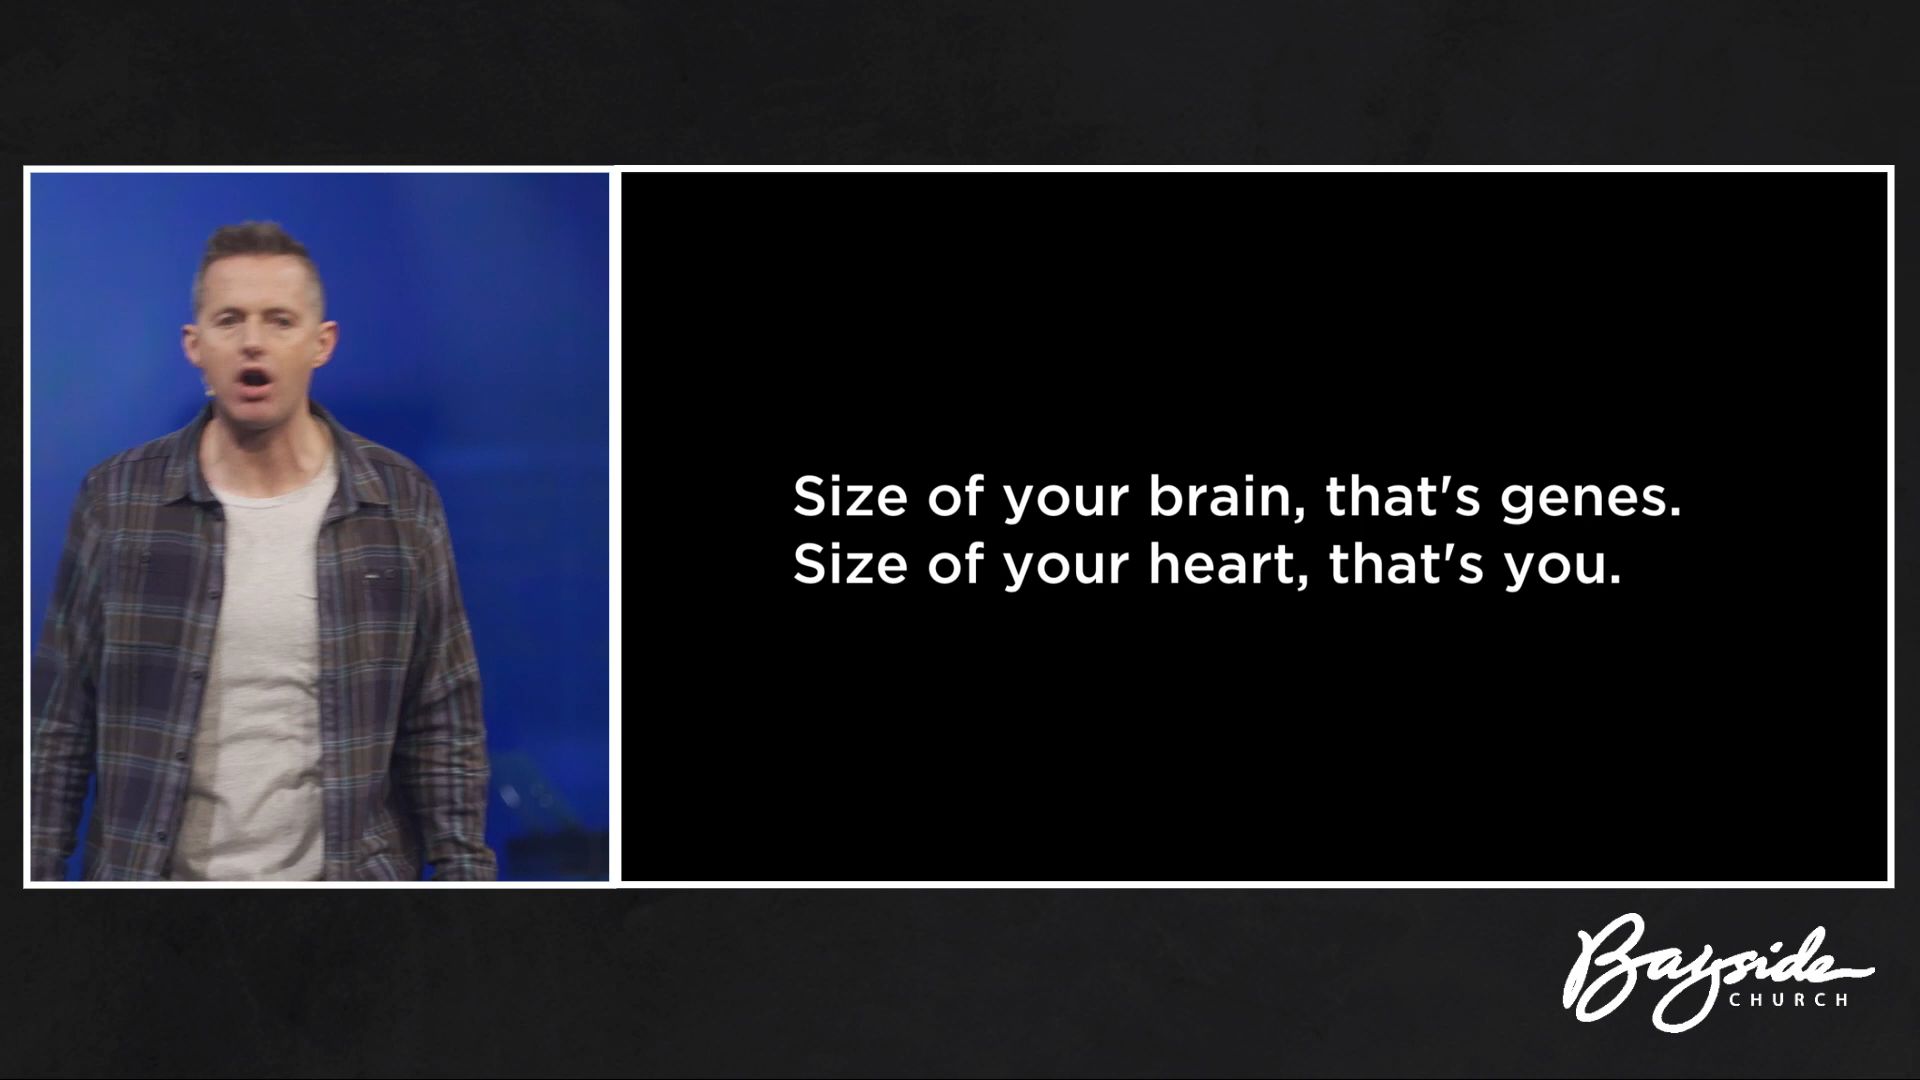 Size of your brain, that's genes.
Size of your heart, that's you.
Bayside
CHURCH